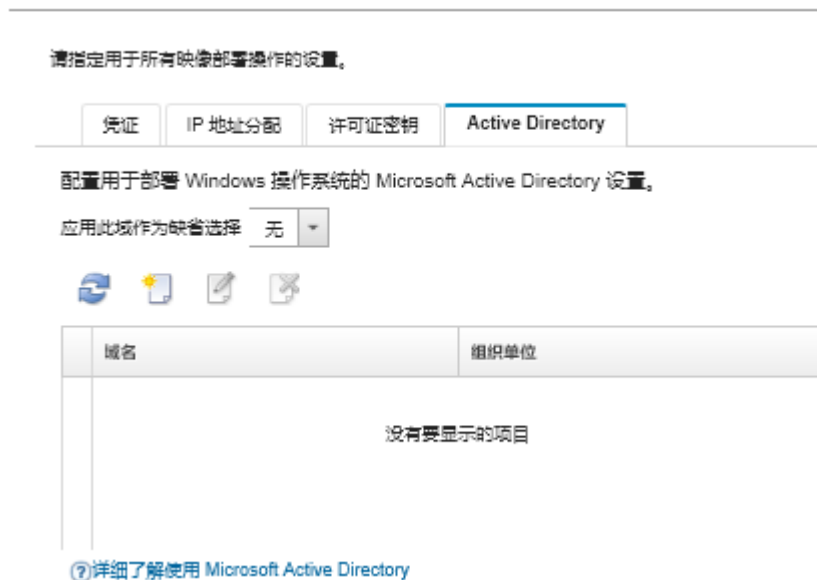 请指定用于所有映像部署操作的设置。
凭证 IP 地址分配 许可证密钥 Active Directory
配置用于部署 Windows 操作系统的 Microsoft Active Directory 设置。
应用此域作为缺省选择 无
域名 组织单位
没有要显示的项目
?详细了解使用 Microsoft Active Directory